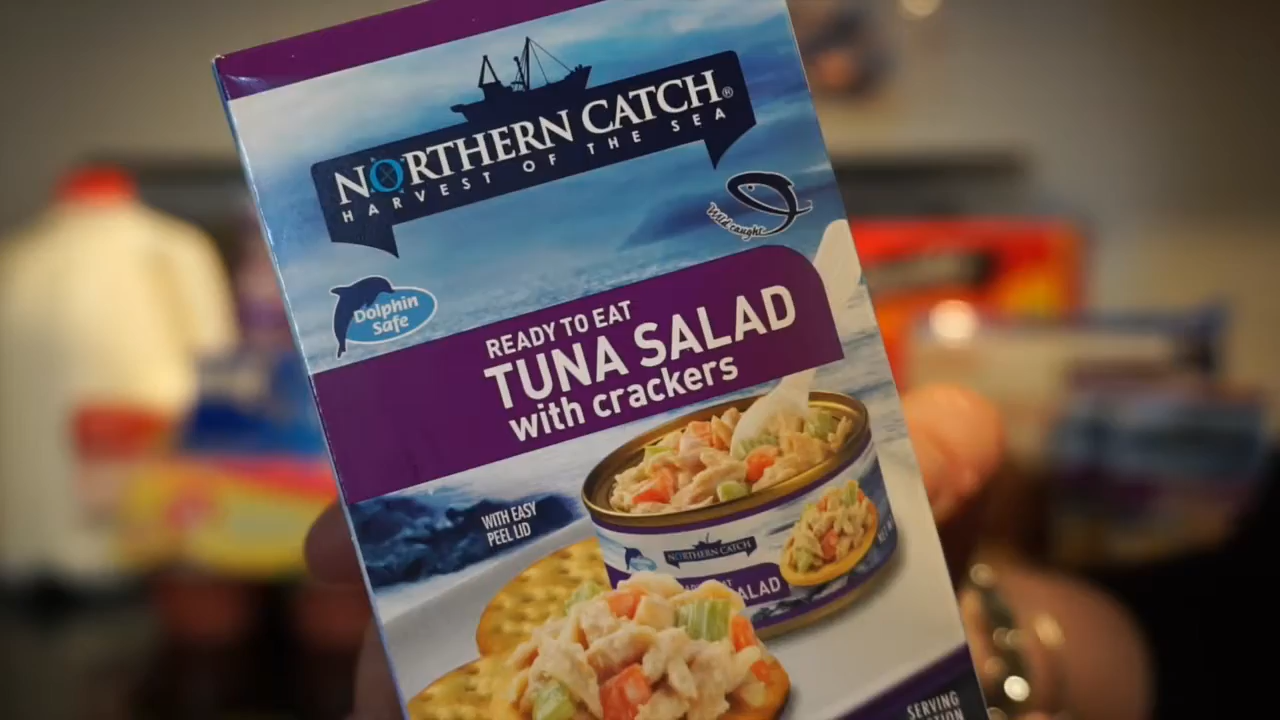 NORTHERN CATCH®
HARVEST OF THE SEA
Wild caught
Dolphin
Safe
READY TO EAT
TUNA SALAD
with crackers
WITH EASY
PEEL LID
NORTHERN CATCH
ALAD
SERVING